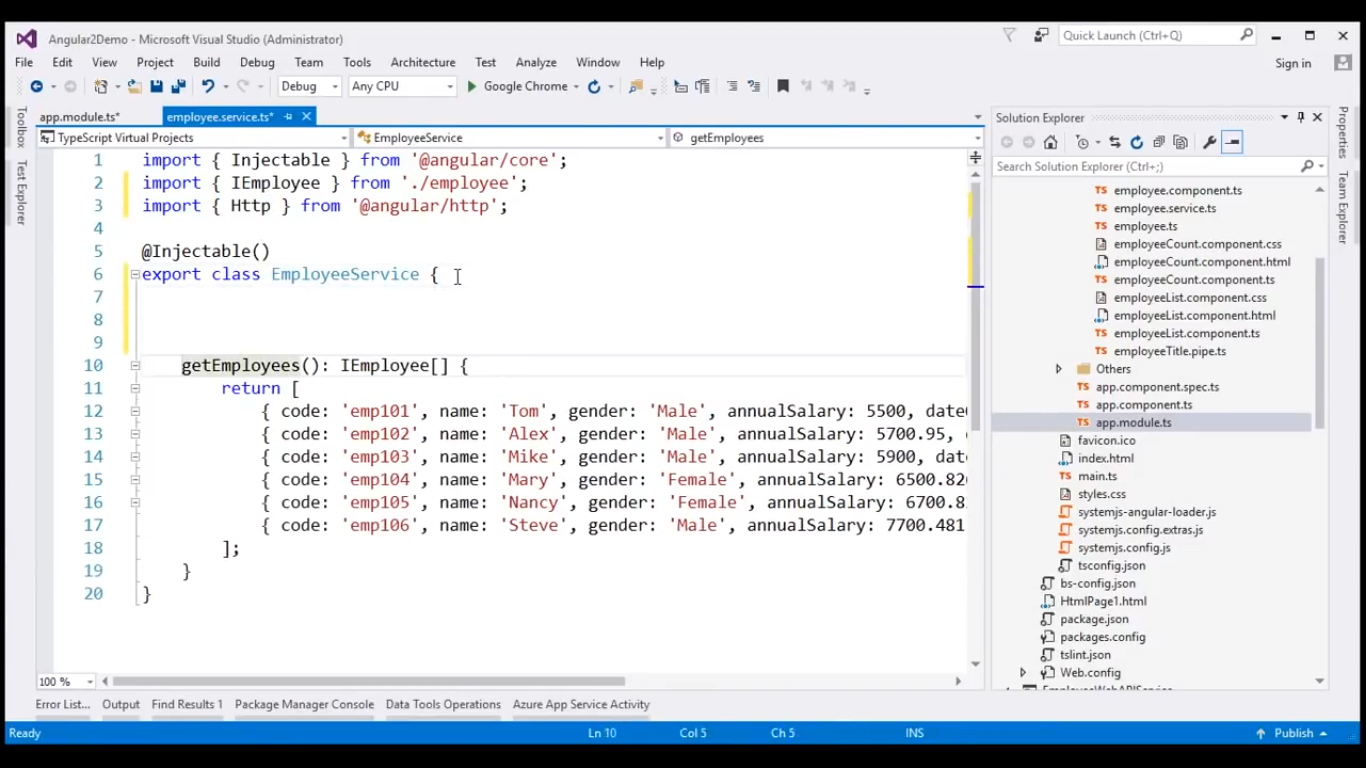 Angular2Demo - Microsoft Visual Studio (Administrator)
Quick Launch (Ctrl+Q)
File Edit View Project Build Debug Team Tools Architecture Test Analyze Window Help
Sign in
Debug Any CPU Google Chrome
app.module.ts* employee.service.ts*
TypeScript Virtual Projects EmployeeService getEmployees
Toolbox
Test Explorer
1 import { Injectable } from '@angular/core';
2 import { IEmployee } from './employee';
3 import { Http } from '@angular/http';
4
5 @Injectable()
6 export class EmployeeService {
7
8
9
10 getEmployees(): IEmployee[] {
11 return [
12 { code: 'emp101', name: 'Tom', gender: 'Male', annualSalary: 5500,
13 { code: 'emp102', name: 'Alex', gender: 'Male', annualSalary: 5700.95,
14 { code: 'emp103', name: 'Mike', gender: 'Male', annualSalary: 5900,
15 { code: 'emp104', name: 'Mary', gender: 'Female', annualSalary:
16 { code: 'emp105', name: 'Nancy', gender: 'Female', annualSalary:
17 { code: 'emp106', name: 'Steve', gender: 'Male', annualSalary: 7700.481
18 ];
19 }
20 }
100 %
Solution Explorer
Search Solution Explorer (Ctrl+;)
employee.component.ts
employee.service.ts
employee.ts
employeeCount.component.css
employeeCount.component.html
employeeCount.component.ts
employeeList.component.css
employeeList.component.html
employeeList.component.ts
employeeTitle.pipe.ts
Others
app.component.spec.ts
app.component.ts
app.module.ts
favicon.ico
index.html
main.ts
styles.css
systemjs-angular-loader.js
systemjs.config.extras.js
systemjs.config.js
tsconfig.json
bs-config.json
HtmlPage1.html
package.json
packages.config
tslint.json
Web.config
Properties
Team Explorer
Error List... Output Find Results 1 Package Manager Console Data Tools Operations Azure App Service Activity
Ready Ln 10 Col 5 Ch 5 INS Publish